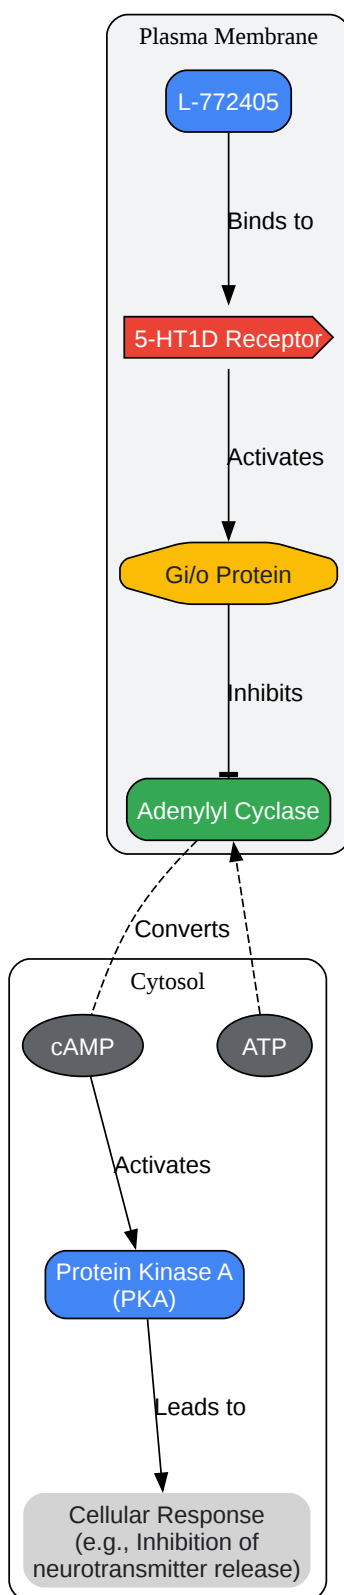 Plasma Membrane
L-772405
Binds to
5-HT1D Receptor
Activates
Gi/o Protein
Inhibits
Adenylyl Cyclase
Converts
Cytosol
cAMP
ATP
Activates
Protein Kinase A
(PKA)
Leads to
Cellular Response
(e.g., Inhibition of
neurotransmitter release)